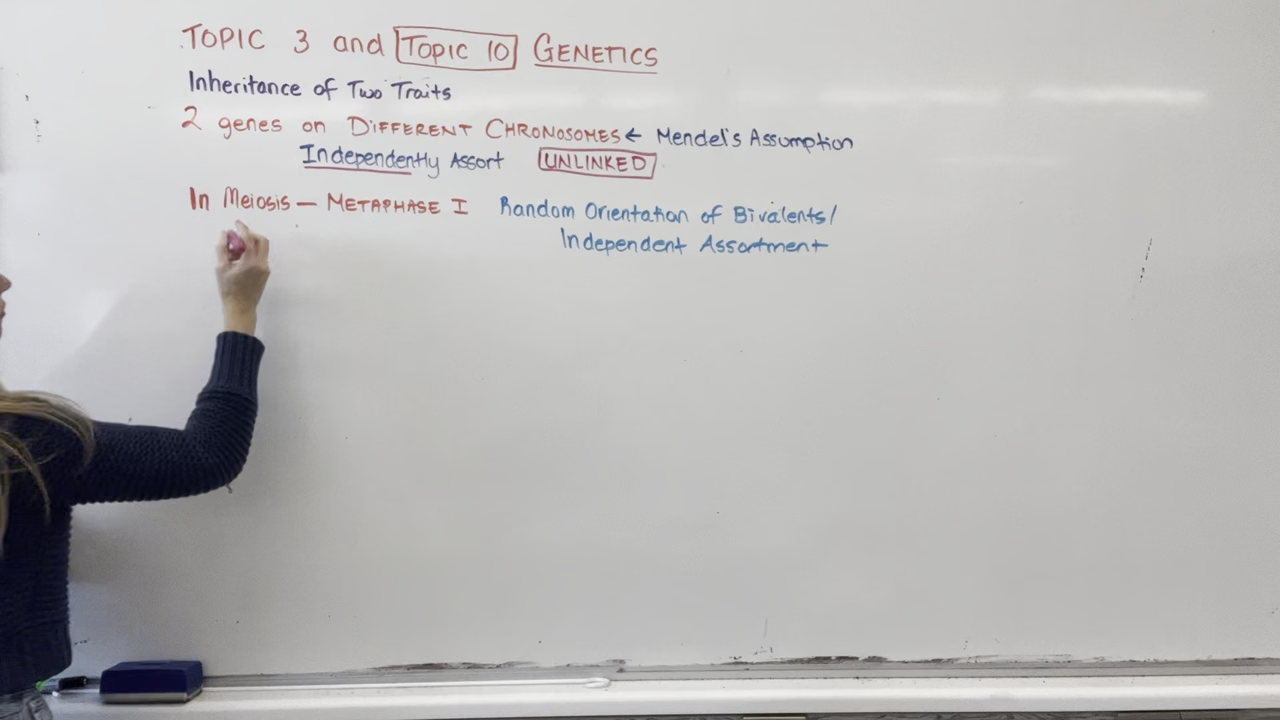 TOPIC 3 and TOPIC 10 GENETICS
Inheritance of Two Traits
2 genes on DIFFERENT CHRONOSOMES ← Mendel's Assumption
Independently Assort UNLINKED
In Meiosis — METAPHASE I Random Orientation of Bivalents/
Independent Assortment